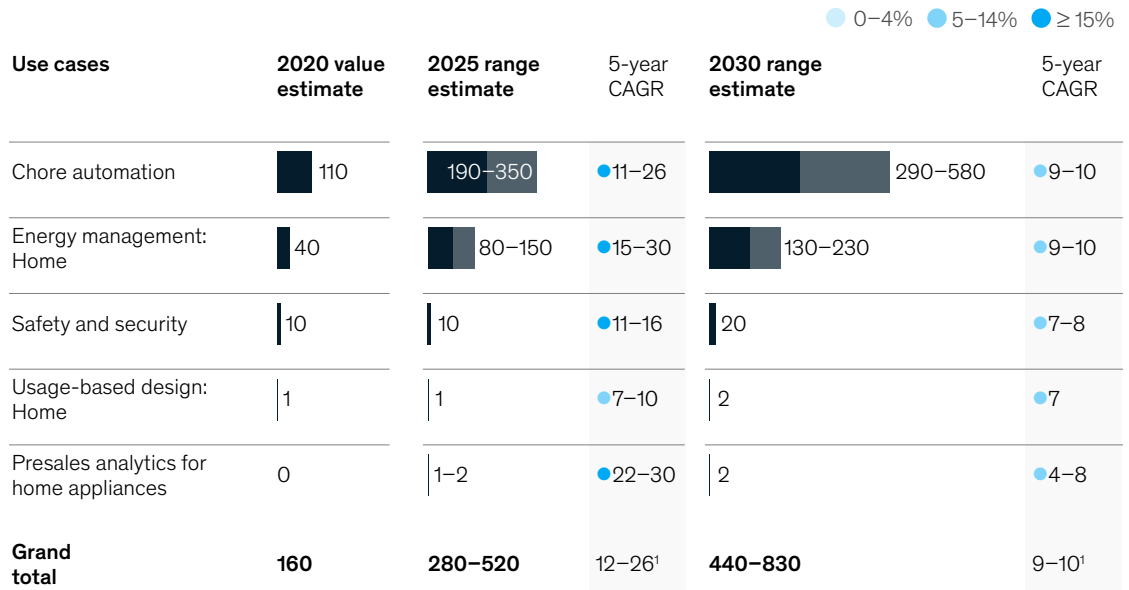 0–4% 5–14% ≥ 15%
Use cases 2020 value estimate 2025 range estimate 5-year CAGR 2030 range estimate 5-year CAGR
Chore automation 110 190–350 11–26 290–580 9–10
Energy management: Home 40 80–150 15–30 130–230 9–10
Safety and security 10 10 11–16 20 7–8
Usage-based design: Home 1 1 7–10 2 7
Presales analytics for home appliances 0 1–2 22–30 2 4–8
Grand total 160 280–520 12–26¹ 440–830 9–10¹